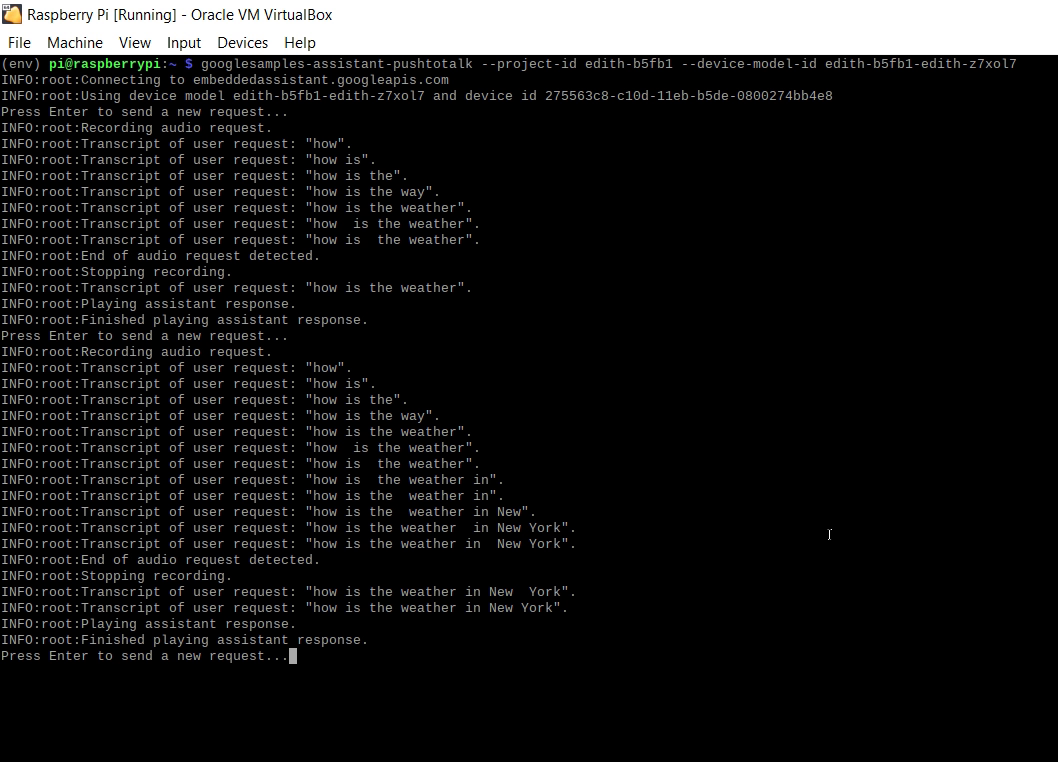 Raspberry Pi [Running] - Oracle VM VirtualBox
File Machine View Input Devices Help
(env) pi@raspberrypi:~ $ googlesamples-assistant-pushtotalk --project-id edith-b5fb1 --device-model-id edith-b5fb1-edith-z7xol7
INFO:root:Connecting to embeddedassistant.googleapis.com
INFO:root:Using device model edith-b5fb1-edith-z7xol7 and device id 275563c8-c10d-11eb-b5de-0800274bb4e8
Press Enter to send a new request...
INFO:root:Recording audio request.
INFO:root:Transcript of user request: "how".
INFO:root:Transcript of user request: "how is".
INFO:root:Transcript of user request: "how is the".
INFO:root:Transcript of user request: "how is the way".
INFO:root:Transcript of user request: "how is the weather".
INFO:root:Transcript of user request: "how  is the weather".
INFO:root:Transcript of user request: "how is  the weather".
INFO:root:End of audio request detected.
INFO:root:Stopping recording.
INFO:root:Transcript of user request: "how is the weather".
INFO:root:Playing assistant response.
INFO:root:Finished playing assistant response.
Press Enter to send a new request...
INFO:root:Recording audio request.
INFO:root:Transcript of user request: "how".
INFO:root:Transcript of user request: "how is".
INFO:root:Transcript of user request: "how is the".
INFO:root:Transcript of user request: "how is the way".
INFO:root:Transcript of user request: "how is the weather".
INFO:root:Transcript of user request: "how  is the weather".
INFO:root:Transcript of user request: "how is  the weather".
INFO:root:Transcript of user request: "how is  the weather in".
INFO:root:Transcript of user request: "how is the  weather in".
INFO:root:Transcript of user request: "how is the  weather in New".
INFO:root:Transcript of user request: "how is the weather  in New York".
INFO:root:Transcript of user request: "how is the weather in  New York".
INFO:root:End of audio request detected.
INFO:root:Stopping recording.
INFO:root:Transcript of user request: "how is the weather in New  York".
INFO:root:Transcript of user request: "how is the weather in New York".
INFO:root:Playing assistant response.
INFO:root:Finished playing assistant response.
Press Enter to send a new request...